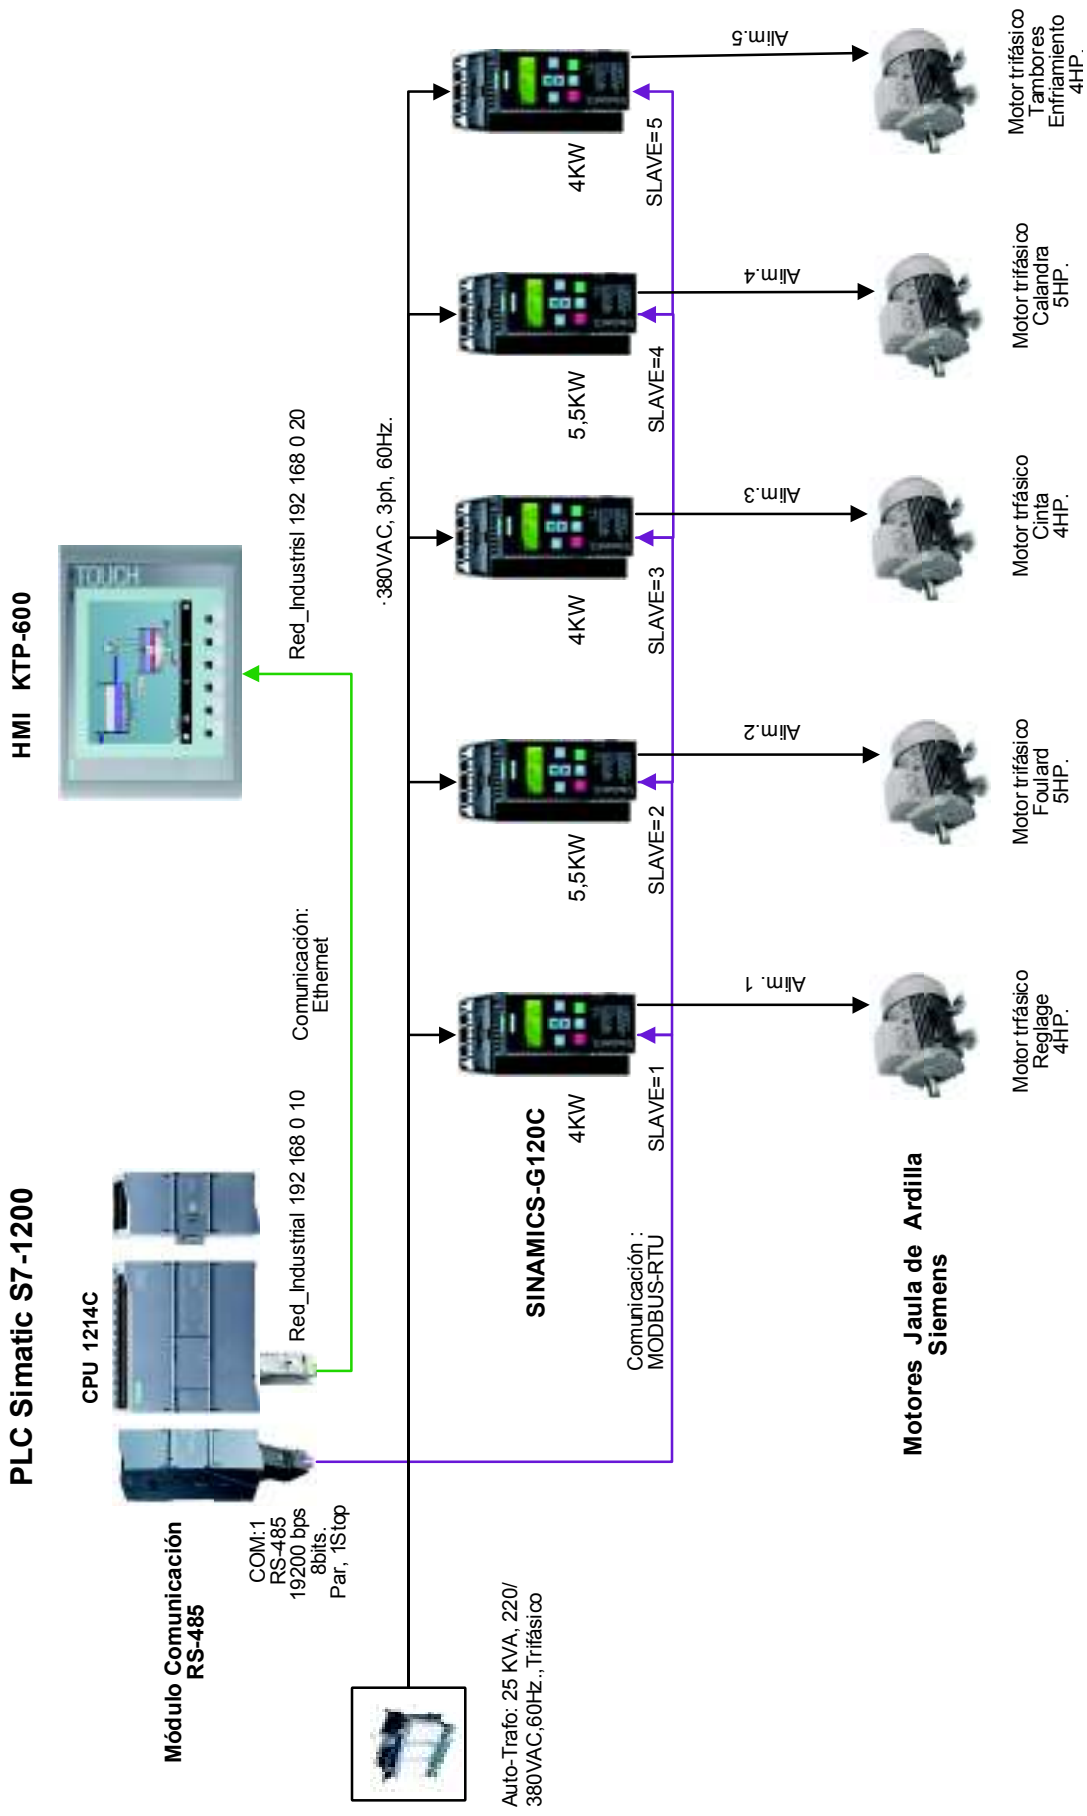 PLC Simatic S7-1200
HMI KTP-600
CPU 1214C
TOUCH
Módulo Comunicación
RS-485
COM:1
RS-485
19200 bps
8bits.
Par, 1Stop
Red_Industrial 192 168 0 10
Comunicación:
Ethernet
Red_Industrisl 192 168 0 20
Auto-Trafo: 25 KVA, 220/
380VAC,60Hz., Trifásico
·380VAC, 3ph, 60Hz.
SINAMICS-G120C
4KW
5,5KW
4KW
5,5KW
4KW
Comunicación :
MODBUS-RTU
SLAVE=1
SLAVE=2
SLAVE=3
SLAVE=4
SLAVE=5
Alim. 1
Alim.2
Alim.3
Alim.4
Alim.5
Motores Jaula de Ardilla
Siemens
Motor trfásico
Reglage
4HP.
Motor trifásico
Foulard
5HP.
Motor trfásico
Cinta
4HP.
Motor trifásico
Calandra
5HP.
Motor trifásico
Tambores
Enfriamiento
4HP.